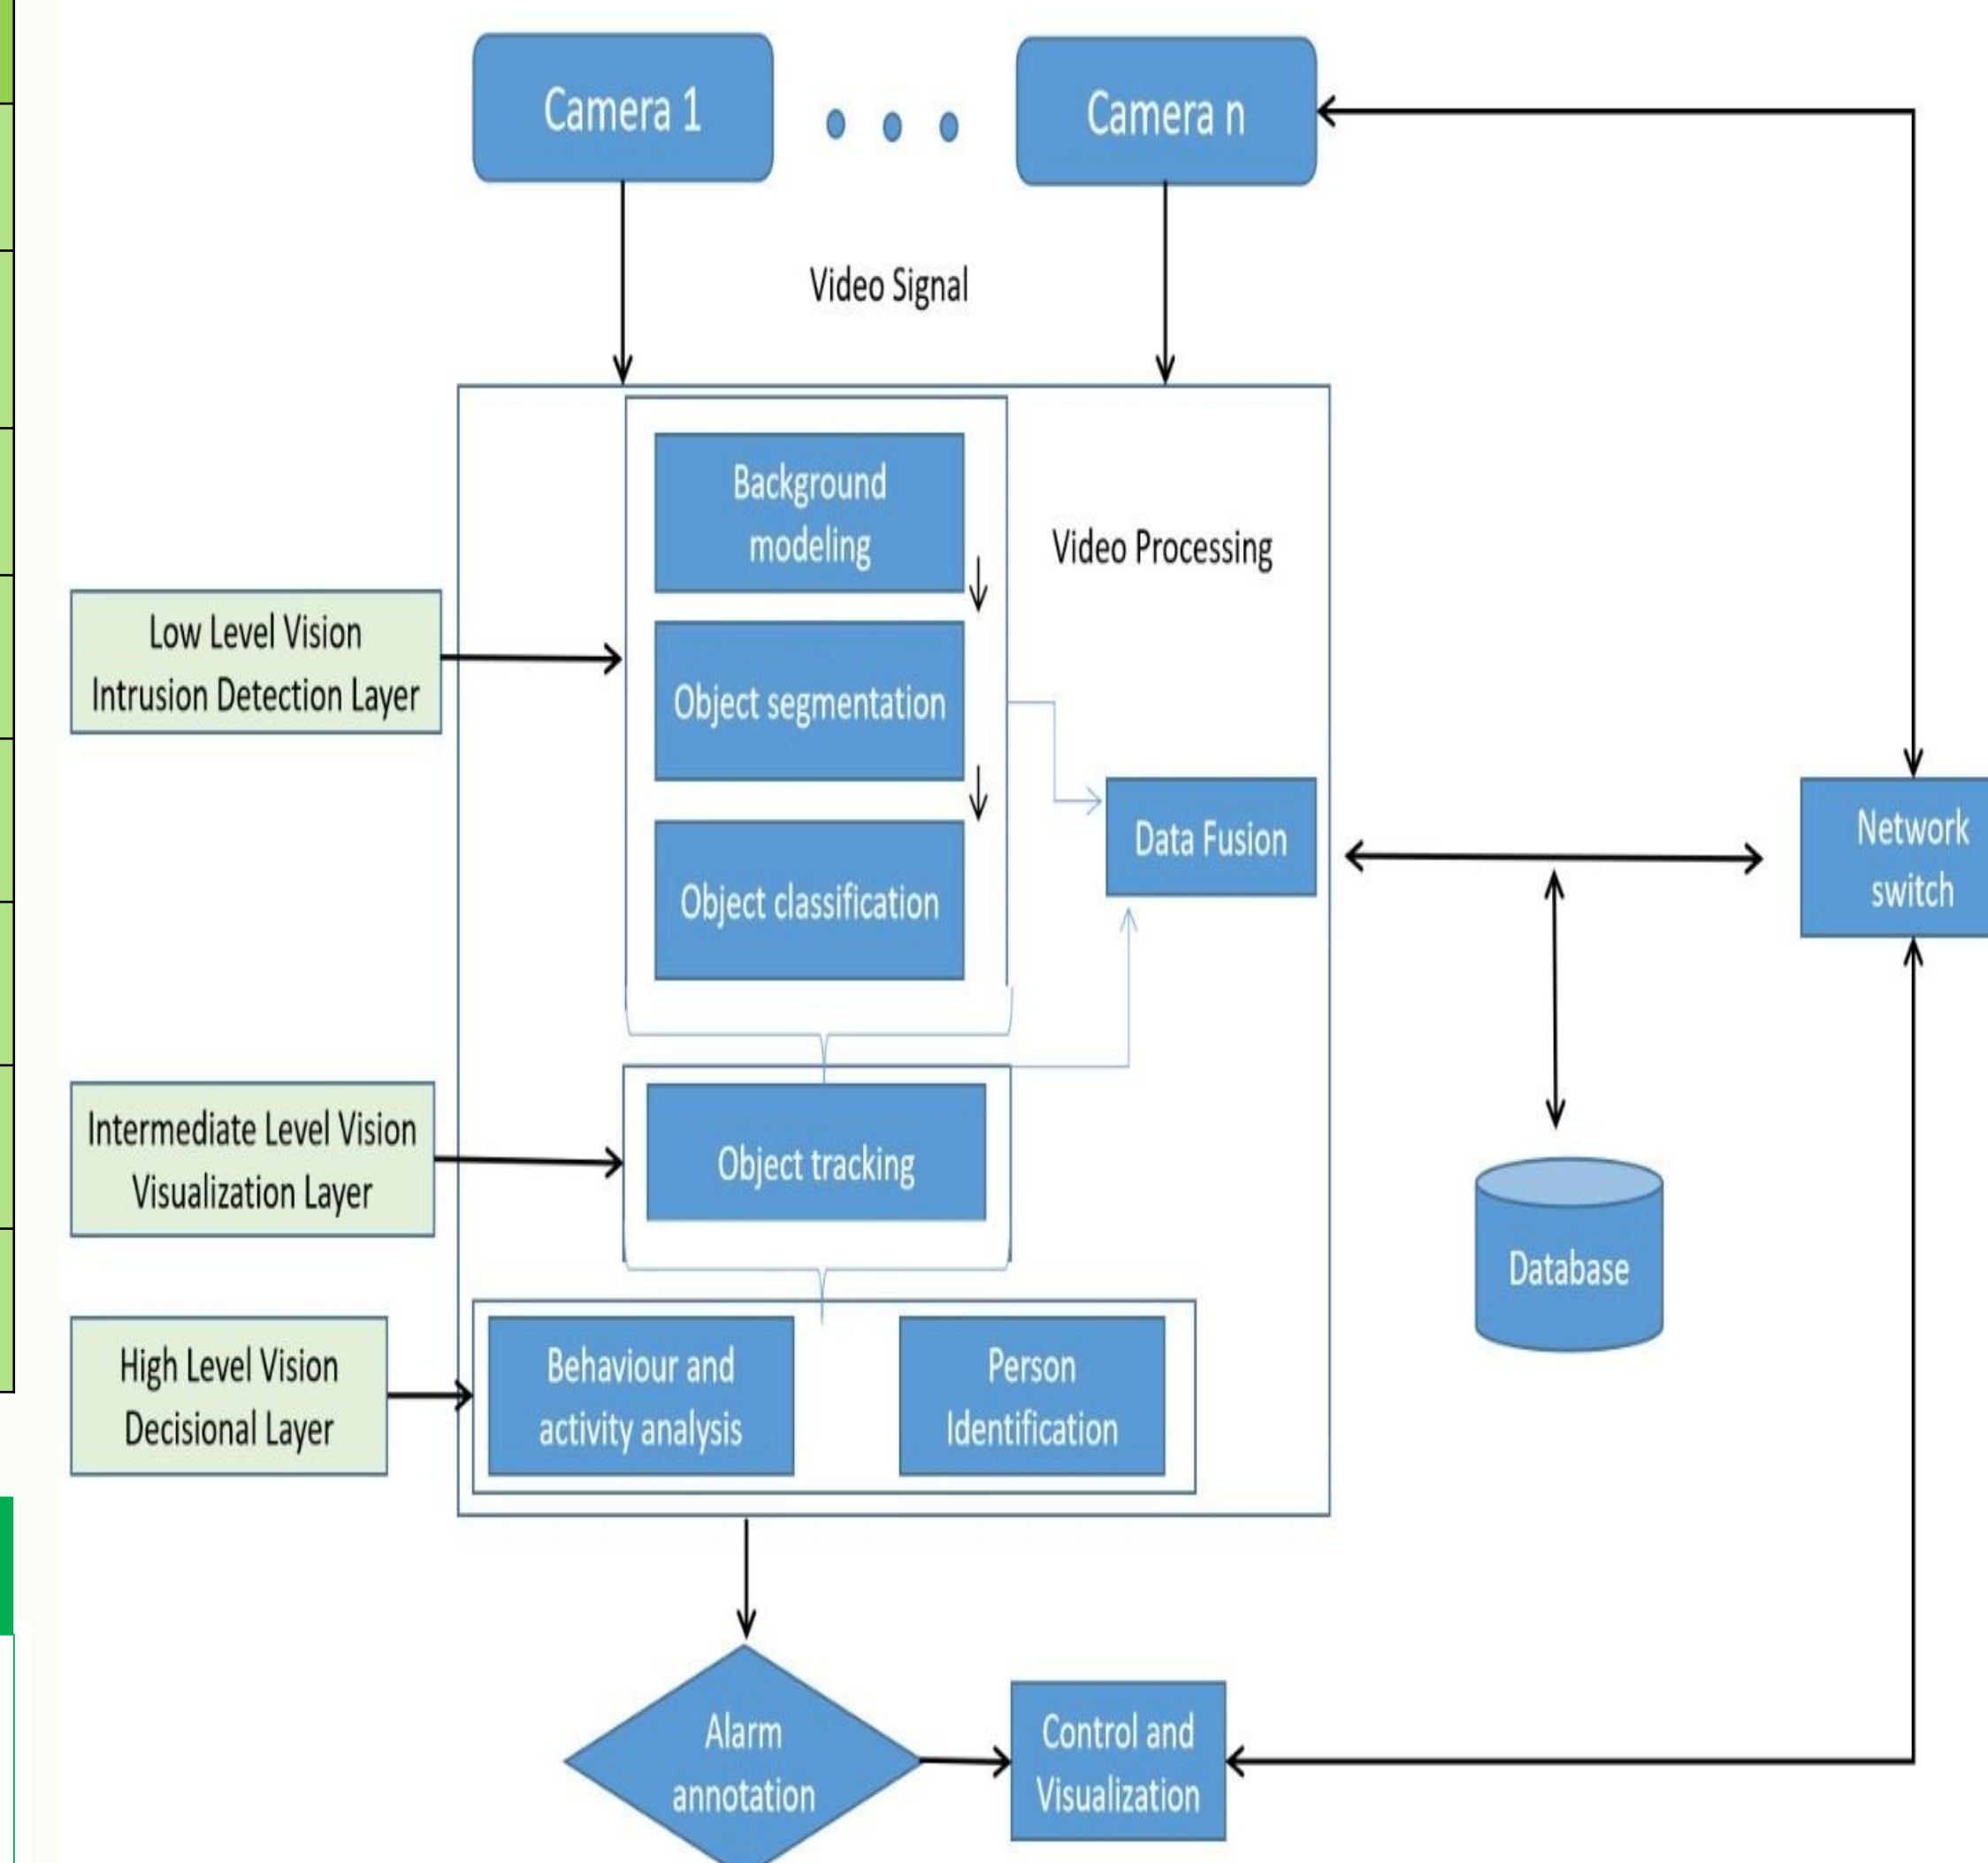 Camera 1
Camera n
Video Signal
Background
modeling
Video Processing
Low Level Vision
Intrusion Detection Layer
Object segmentation
Data Fusion
Network
switch
Object classification
Intermediate Level Vision
Visualization Layer
Object tracking
Database
High Level Vision
Decisional Layer
Behaviour and
activity analysis
Person
Identification
Alarm
annotation
Control and
Visualization